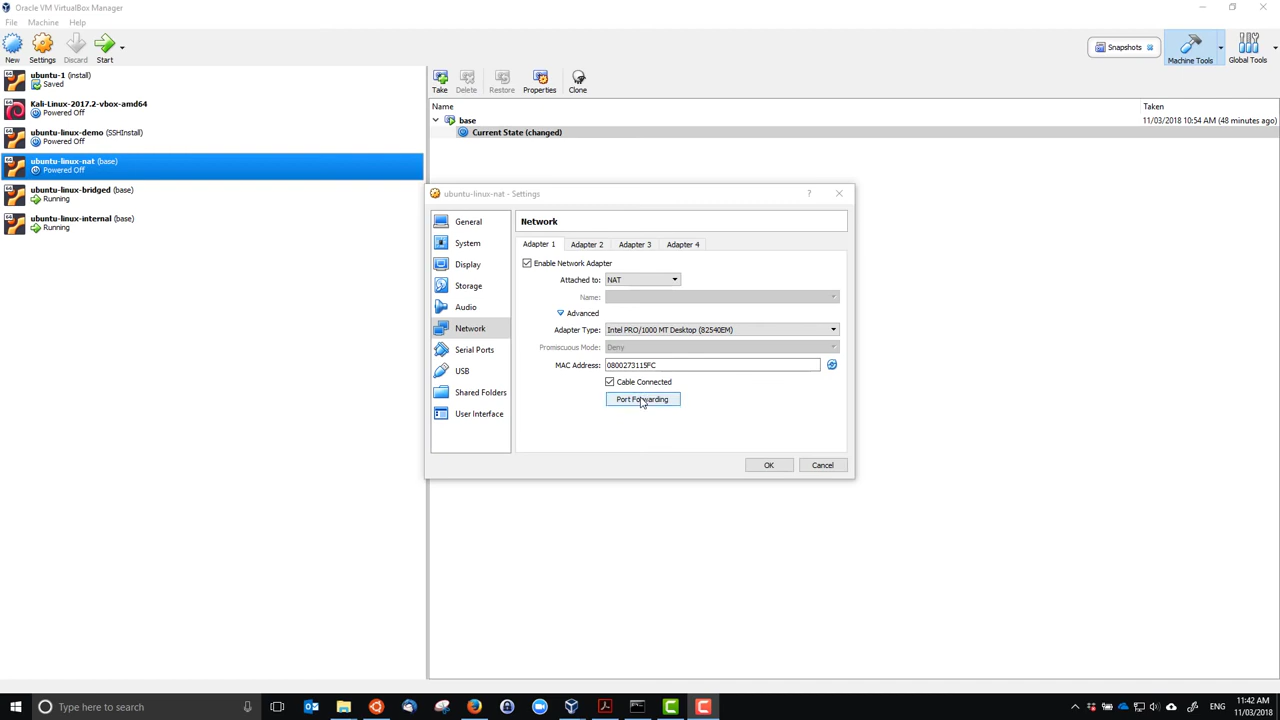 Oracle VM VirtualBox Manager
File Machine Help
New Settings Discard Start
Snapshots
Machine Tools Global Tools
64 ubuntu-1 (install)
Saved
64 Kali-Linux-2017.2-vbox-amd64
Powered Off
64 ubuntu-linux-demo (SSHInstall)
Powered Off
64 ubuntu-linux-nat (base)
Powered Off
64 ubuntu-linux-bridged (base)
Running
64 ubuntu-linux-internal (base)
Running
Take Delete Restore Properties Clone
Name Taken
base 11/03/2018 10:54 AM (48 minutes ago)
Current State (changed)
ubuntu-linux-nat - Settings ?
General
System
Display
Storage
Audio
Network
Serial Ports
USB
Shared Folders
User Interface
Network
Adapter 1 Adapter 2 Adapter 3 Adapter 4
Enable Network Adapter
Attached to: NAT
Name:
Advanced
Adapter Type: Intel PRO/1000 MT Desktop (82540EM)
Promiscuous Mode: Deny
MAC Address: 0800273115FC
Cable Connected
Port Forwarding
OK Cancel
Type here to search
ENG
11:42 AM
11/03/2018